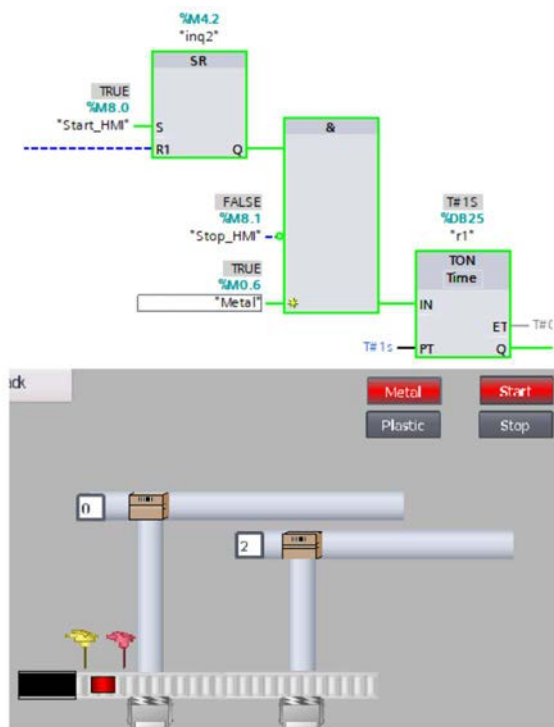 %M4.2
"inq2"
SR
TRUE
%M8.0
"Start_HMI"
S
R1
Q
&
FALSE
%M8.1
"Stop_HMI"
TRUE
%M0.6
"Metal"
T#1S
%DB25
"r1"
TON
Time
IN
ET
T#0
T#1s
PT
Q
Metal
Start
Plastic
Stop
0
2